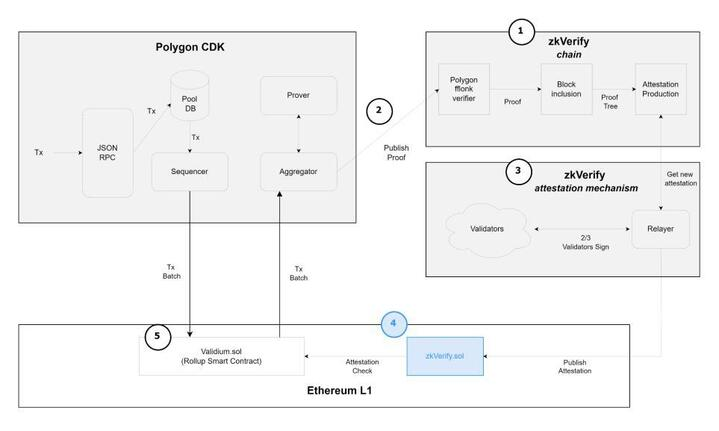 Polygon CDK
Tx
JSON
RPC
Tx
Pool
DB
Tx
Sequencer
Prover
Aggregator
2
Publish
Proof
1
zkVerify
chain
Polygon
fflonk
verifier
Proof
Block
inclusion
Proof
Tree
Attestation
Production
3
zkVerify
attestation mechanism
Get new
attestation
Validators
2/3
Validators Sign
Relayer
Tx
Batch
Tx
Batch
5
Validium.sol
(Rollup Smart Contract)
Attestation
Check
4
zkVerify.sol
Publish
Attestation
Ethereum L1